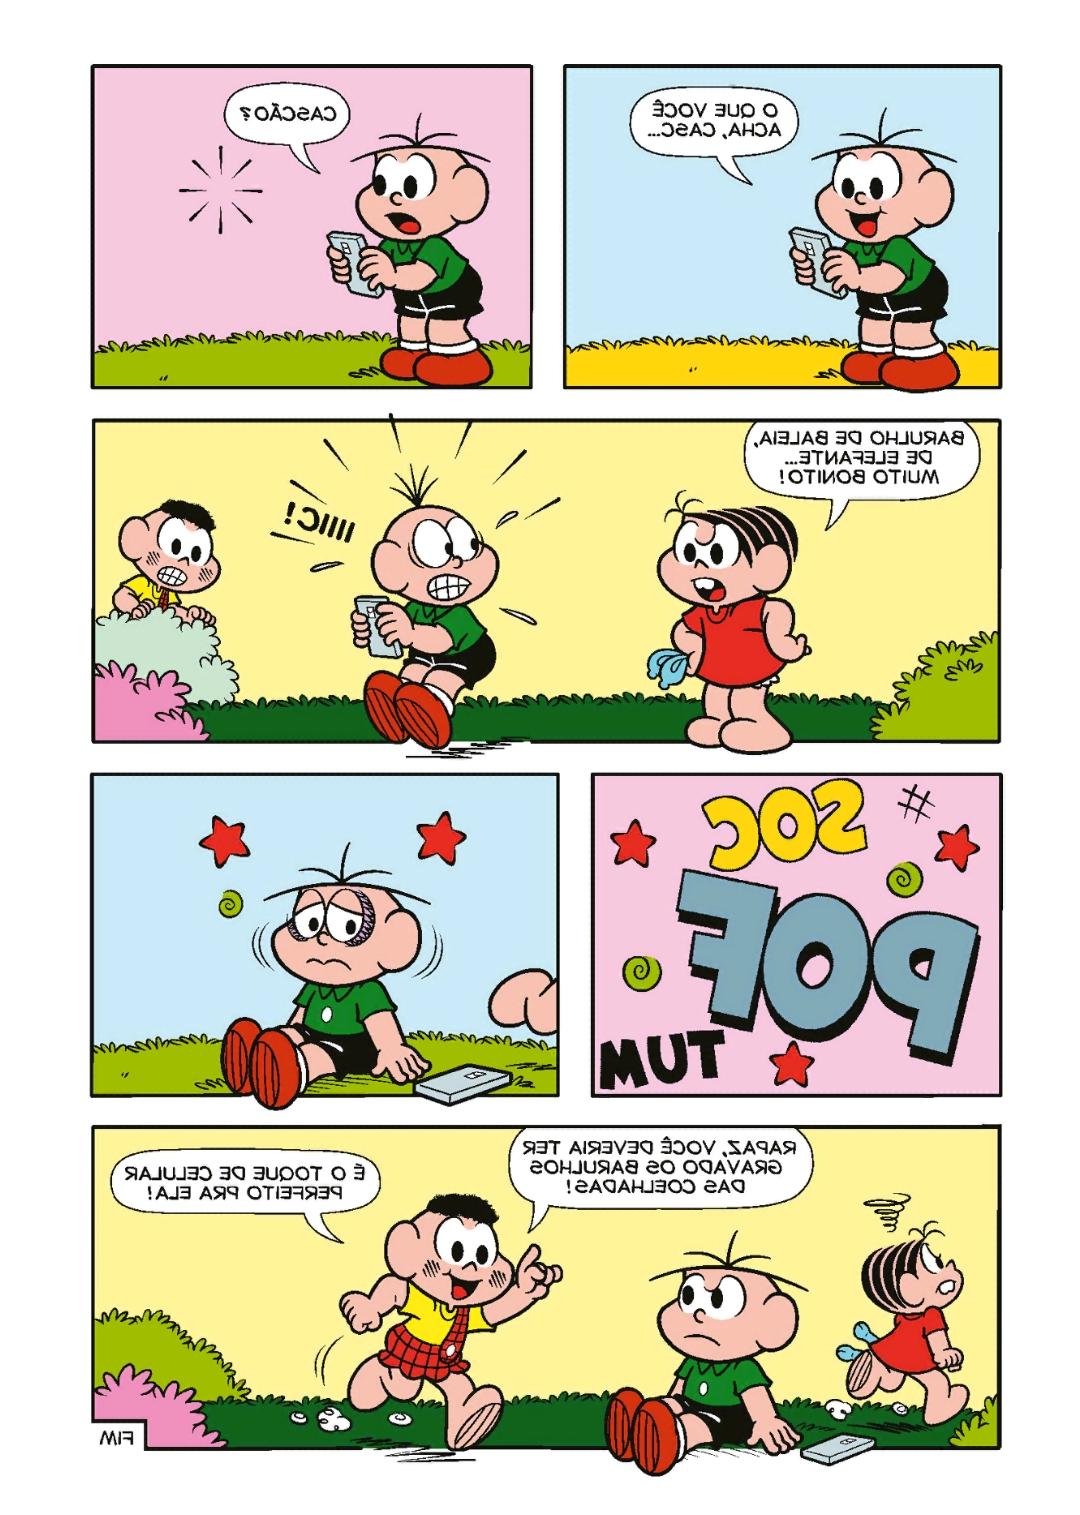 O QUE VOCÊ
ACHA, CASC...
CASCÃO?
BARULHO DE BALEIA,
DE ELEFANTE...
MUITO BONITO!
IIIIIC!
SOC
POF
TUM
RAPAZ, VOCÊ DEVERIA TER
GRAVADO OS BARULHOS
DAS COELHADAS!
É O TOQUE DE CELULAR
PERFEITO PRA ELA!
FIM